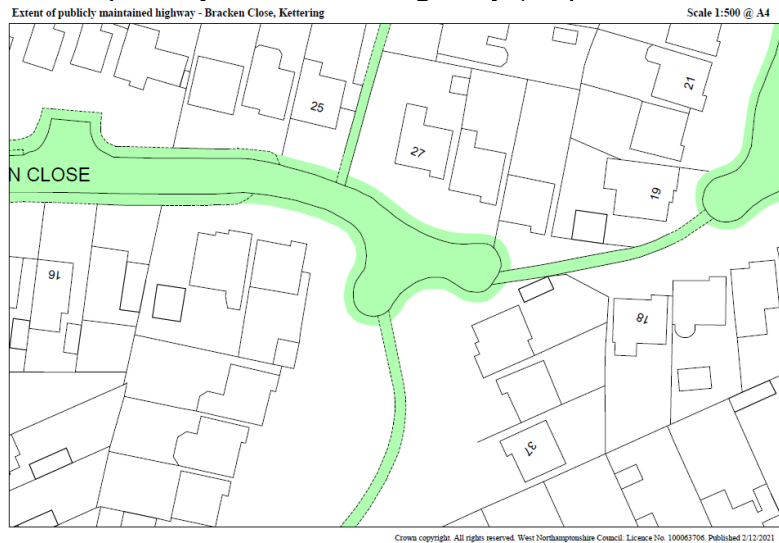 Extent of publicly maintained highway - Bracken Close, Kettering
Scale 1:500 @ A4
25
21
27
N CLOSE
19
16
18
37
Crown copyright. All rights reserved. West Northamptonshire Council: Licence No. 100063706. Published 2/12/2021